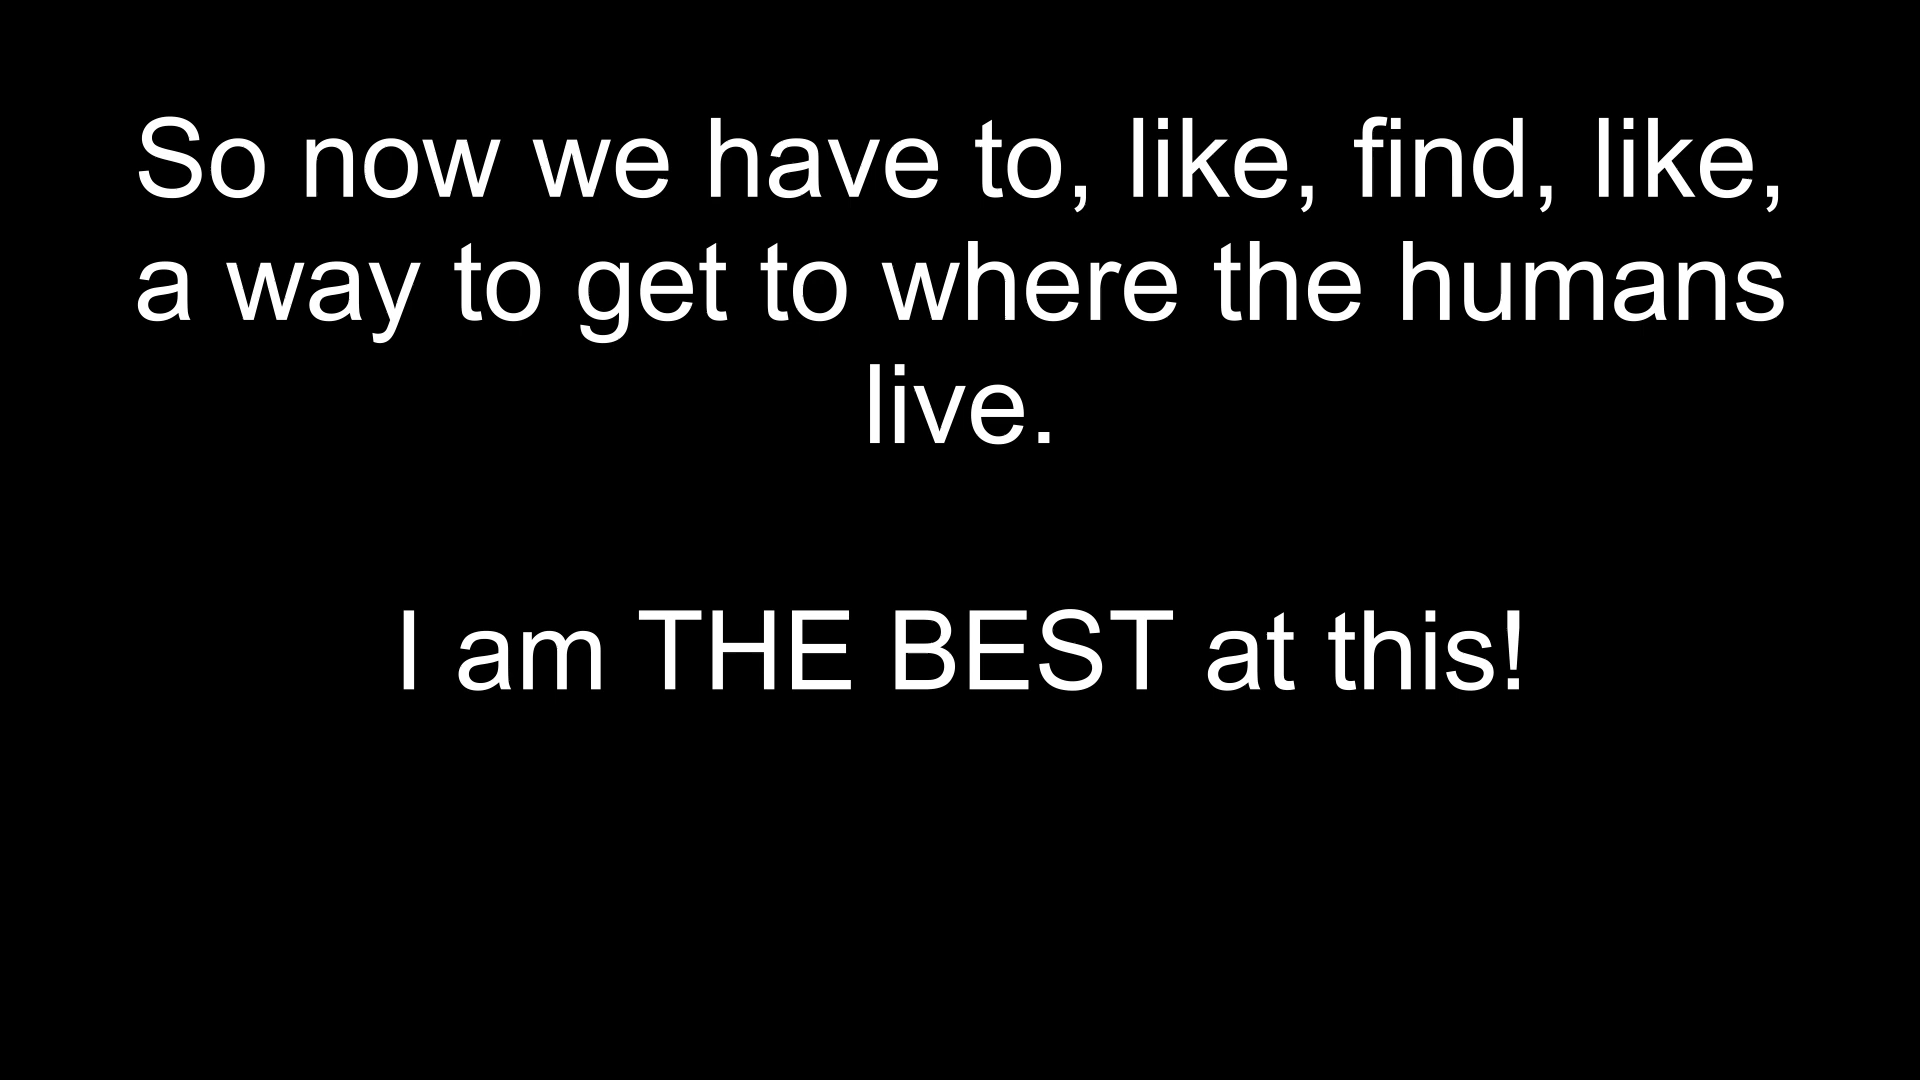 So now we have to, like, find, like,
a way to get to where the humans
live.
I am THE BEST at this!